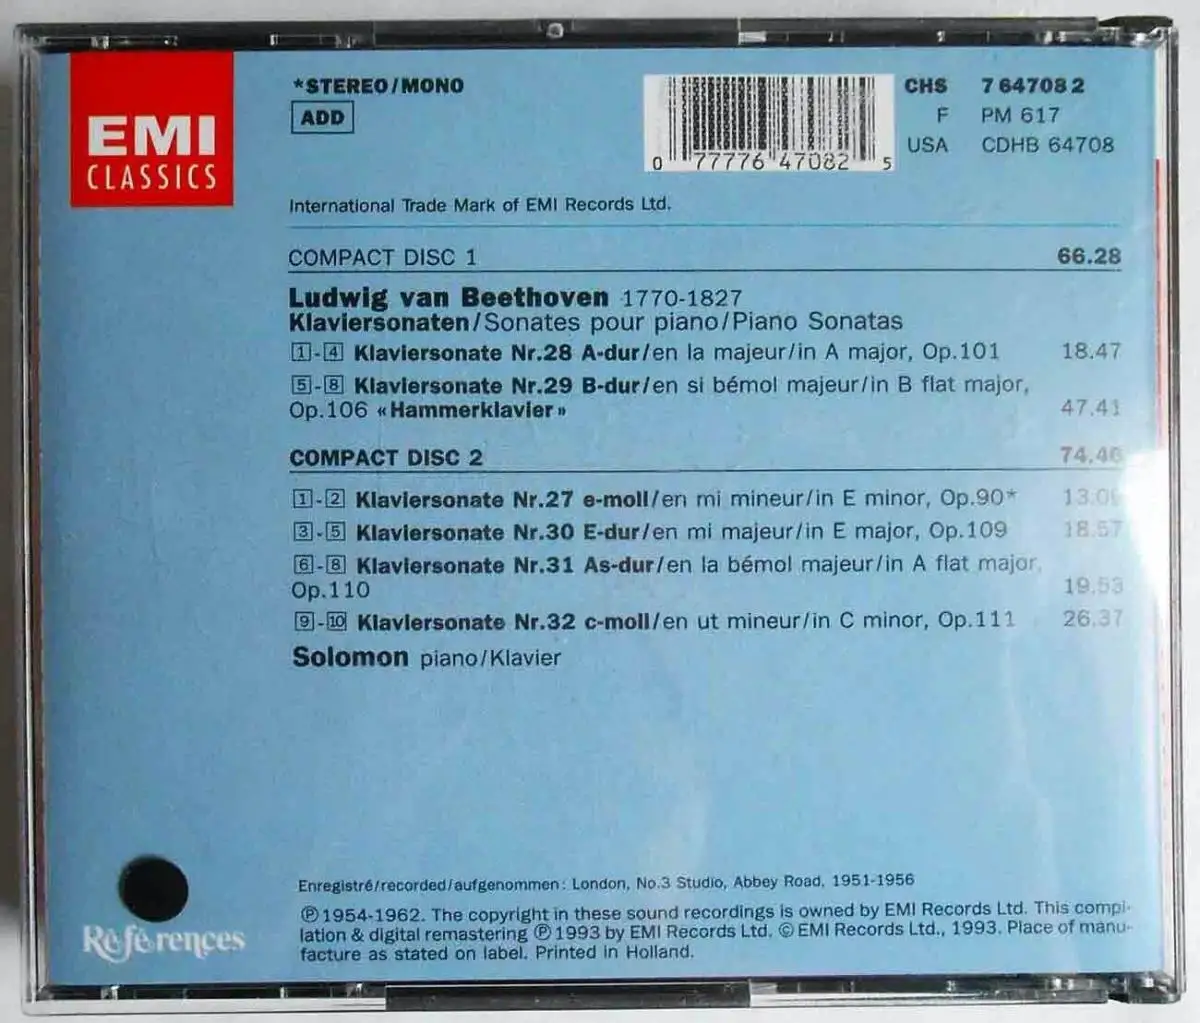 EMI
CLASSICS
*STEREO/MONO
ADD
0 77776 47082 5
CHS 7 64708 2
F PM 617
USA CDHB 64708
International Trade Mark of EMI Records Ltd.
COMPACT DISC 1 66.28
Ludwig van Beethoven 1770-1827
Klaviersonaten/Sonates pour piano/Piano Sonatas
1-4 Klaviersonate Nr.28 A-dur/en la majeur/in A major, Op.101 18.47
5-8 Klaviersonate Nr.29 B-dur/en si bémol majeur/in B flat major,
Op.106 «Hammerklavier» 47.41
COMPACT DISC 2 74.46
1-2 Klaviersonate Nr.27 e-moll/en mi mineur/in E minor, Op.90*
3-5 Klaviersonate Nr.30 E-dur/en mi majeur/in E major, Op.109 18.57
6-8 Klaviersonate Nr.31 As-dur/en la bémol majeur/in A flat major,
Op.110 19.53
9-10 Klaviersonate Nr.32 c-moll/en ut mineur/in C minor, Op.111 26.37
Solomon piano/Klavier
Enregistré/recorded/aufgenommen: London, No.3 Studio, Abbey Road, 1951-1956
℗ 1954-1962. The copyright in these sound recordings is owned by EMI Records Ltd. This compi-
lation & digital remastering ℗ 1993 by EMI Records Ltd. © EMI Records Ltd., 1993. Place of manu-
facture as stated on label. Printed in Holland.
Références